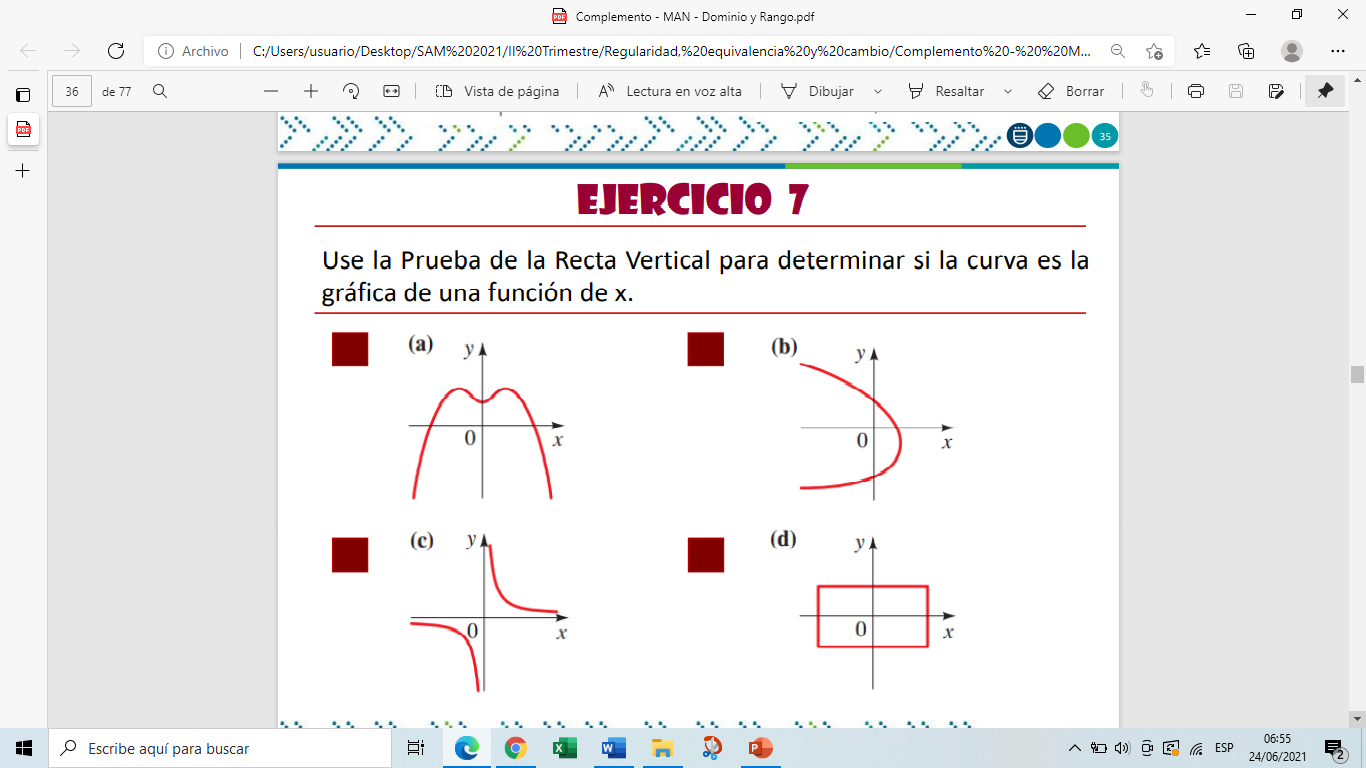 Complemento - MAN - Dominio y Rango.pdf
Archivo
C:/Users/usuario/Desktop/SAM%202021/II%20Trimestre/Regularidad,%20equivalencia%20y%20cambio/Complemento%20-%20%20M...
36
de 77
Vista de página
Lectura en voz alta
Dibujar
Resaltar
Borrar
PDF
35
EJERCICIO 7
Use la Prueba de la Recta Vertical para determinar si la curva es la
gráfica de una función de x.
(a)
y
0
x
(b)
y
0
x
(c)
y
0
x
(d)
y
0
x
Escribe aquí para buscar
ESP
06:55
24/06/2021
2